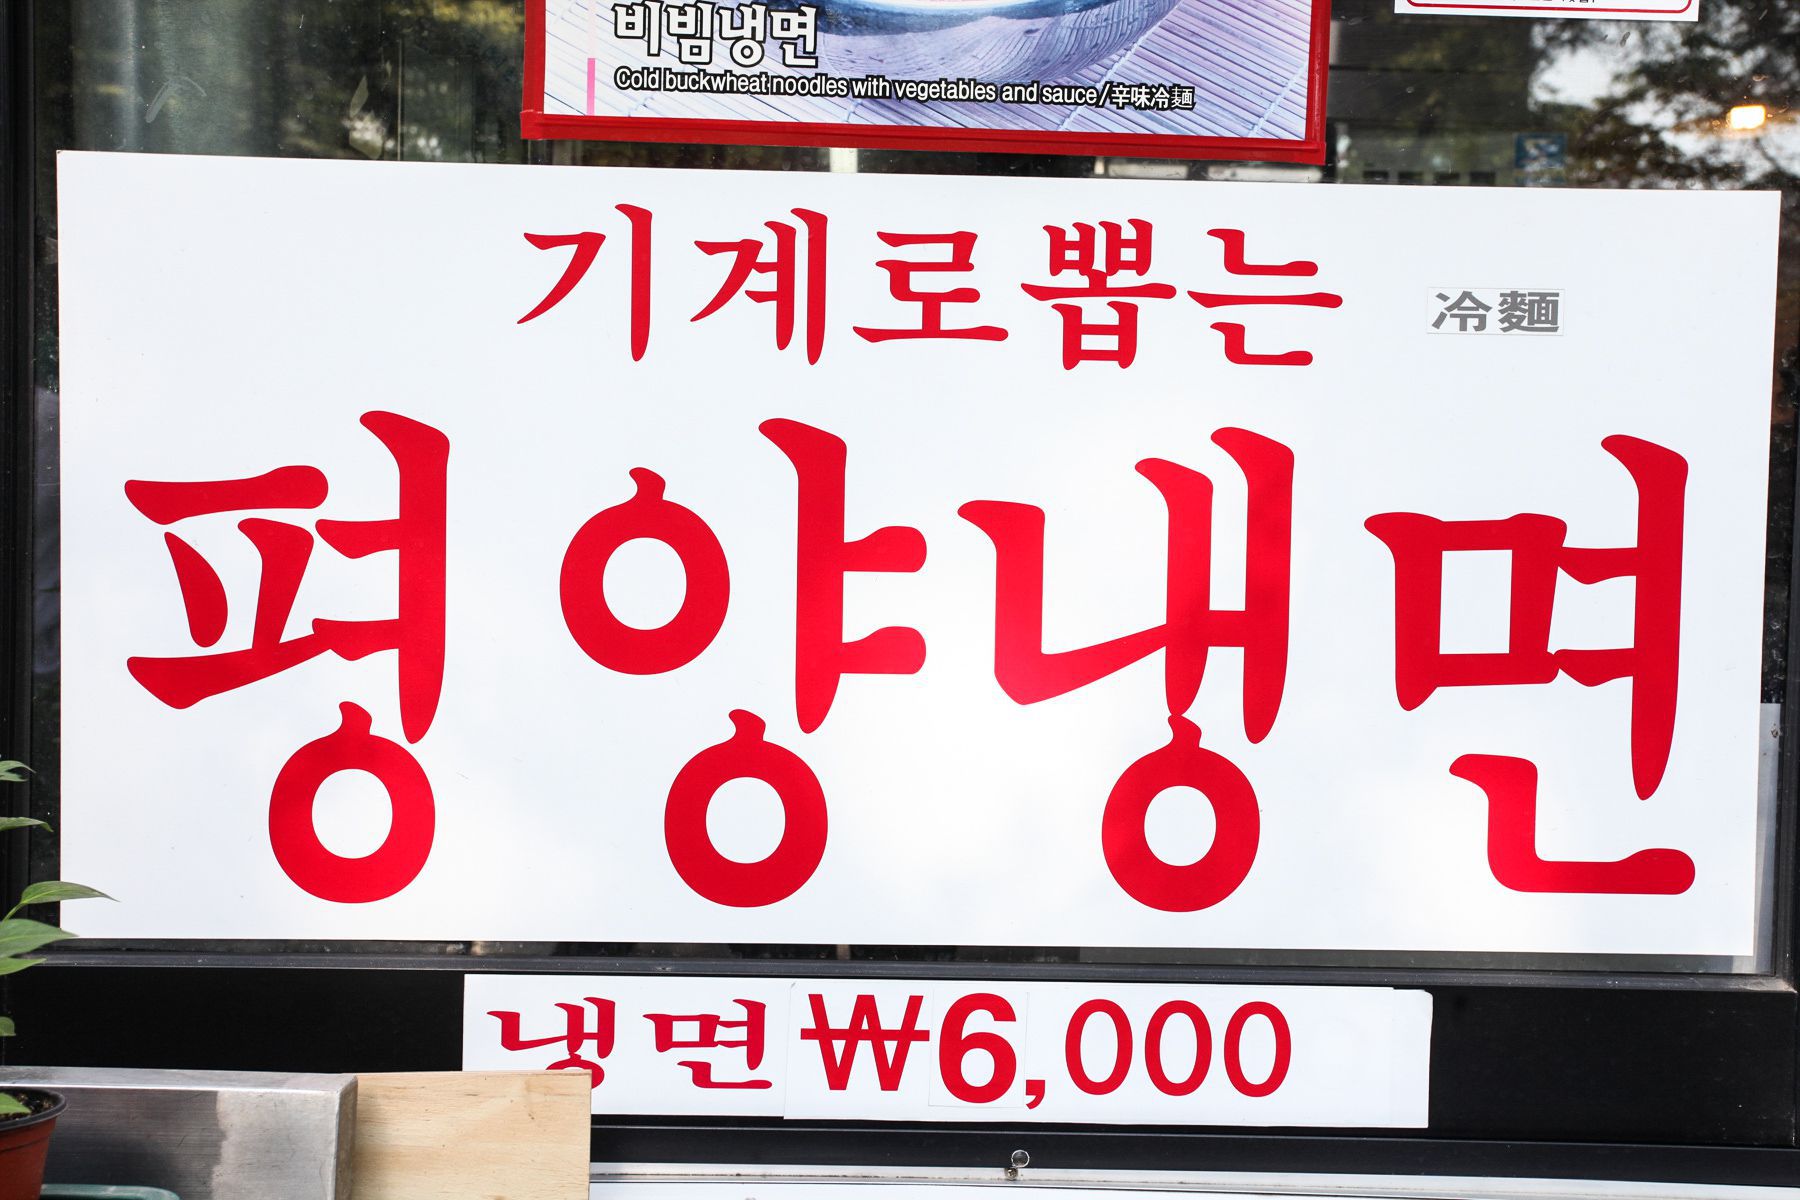 비빔냉면
Cold buckwheat noodles with vegetables and sauce/辛味冷麵
기계로뽑는 冷麵
평양냉면
냉면 ₩6,000